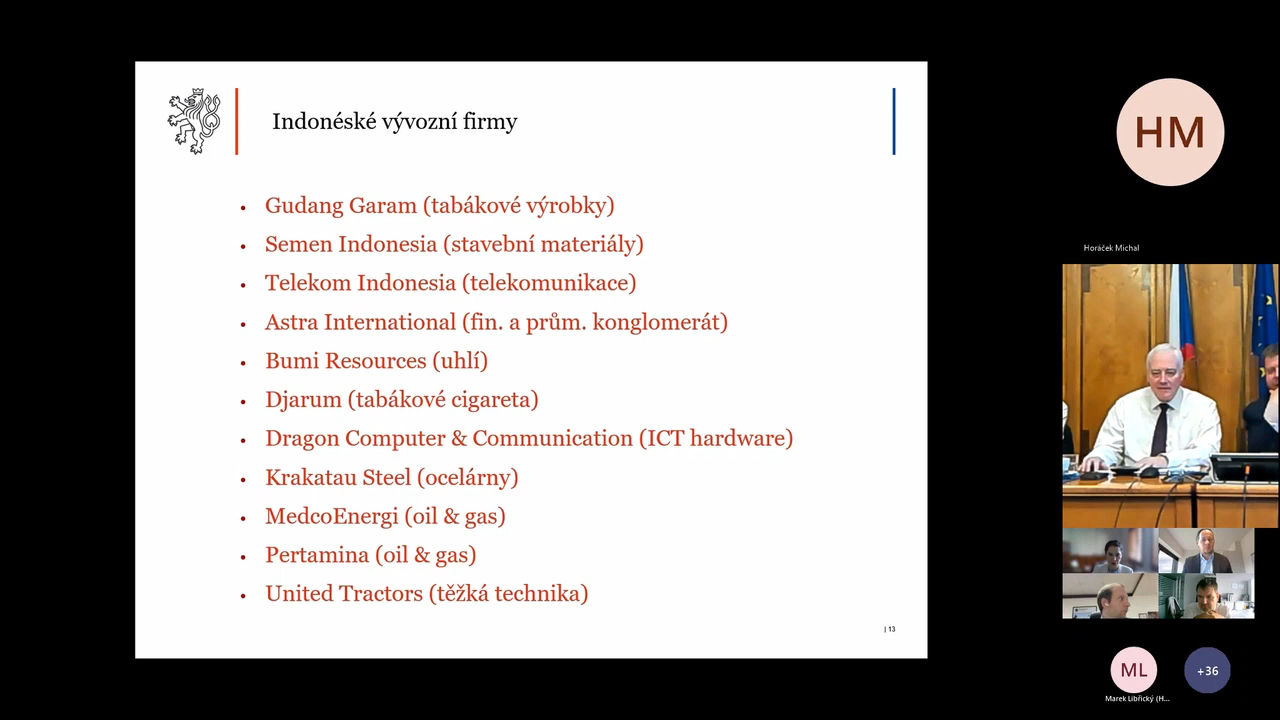 Indonéské vývozní firmy
• Gudang Garam (tabákové výrobky)
• Semen Indonesia (stavební materiály)
• Telekom Indonesia (telekomunikace)
• Astra International (fin. a prům. konglomerát)
• Bumi Resources (uhlí)
• Djarum (tabákové cigareta)
• Dragon Computer & Communication (ICT hardware)
• Krakatau Steel (ocelárny)
• MedcoEnergi (oil & gas)
• Pertamina (oil & gas)
• United Tractors (těžká technika)
| 13
HM
Horáček Michal
ML
+36
Marek Libřický (H...